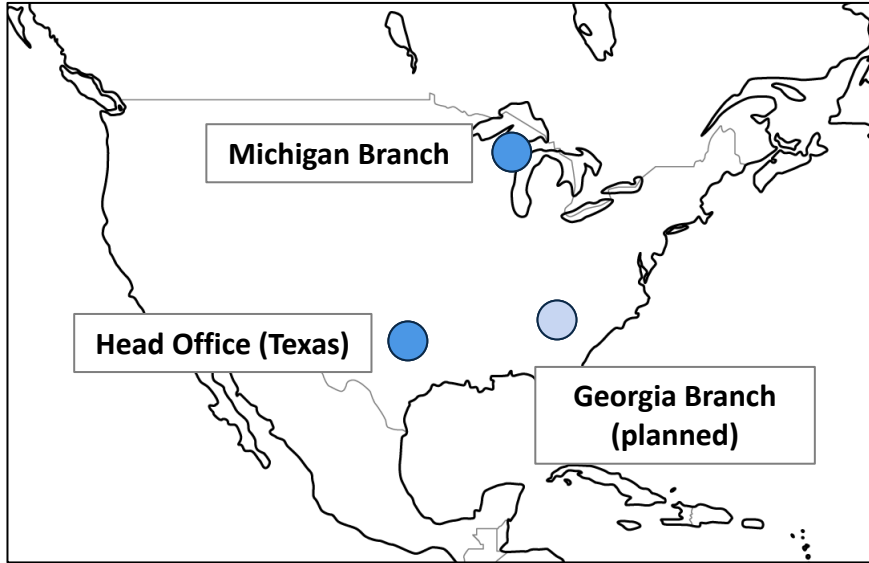 Michigan Branch
Head Office (Texas)
Georgia Branch
(planned)